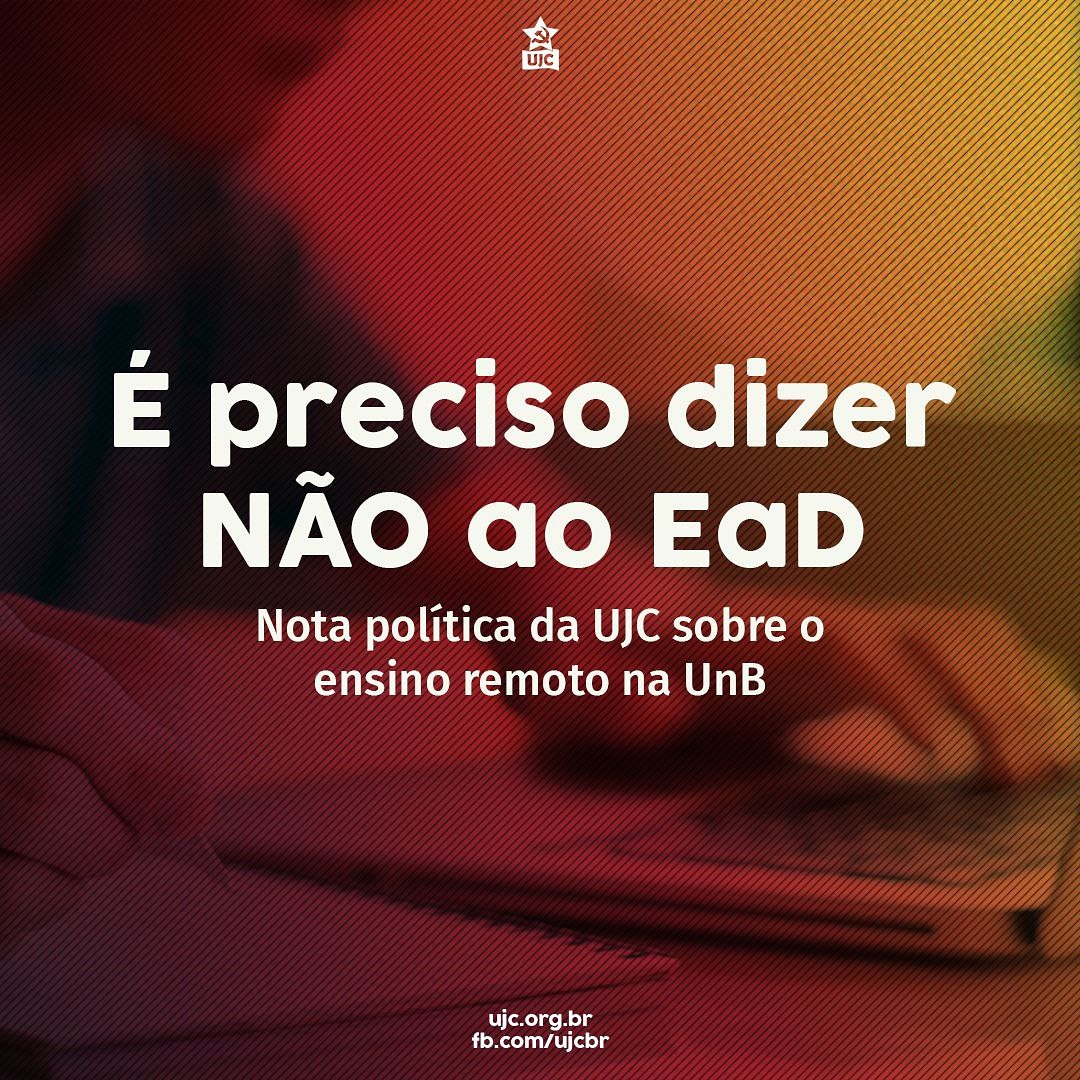 UJC
É preciso dizer
NÃO ao EaD
Nota política da UJC sobre o
ensino remoto na UnB
ujc.org.br
fb.com/ujcbr